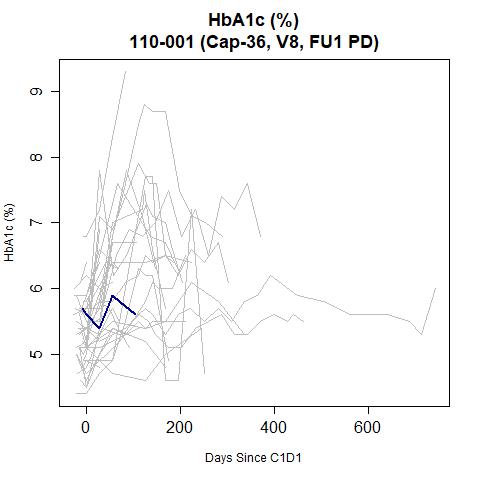 HbA1c (%)
110-001 (Cap-36, V8, FU1 PD)
HbA1c (%)
9
8
7
6
5
0
200
400
600
Days Since C1D1